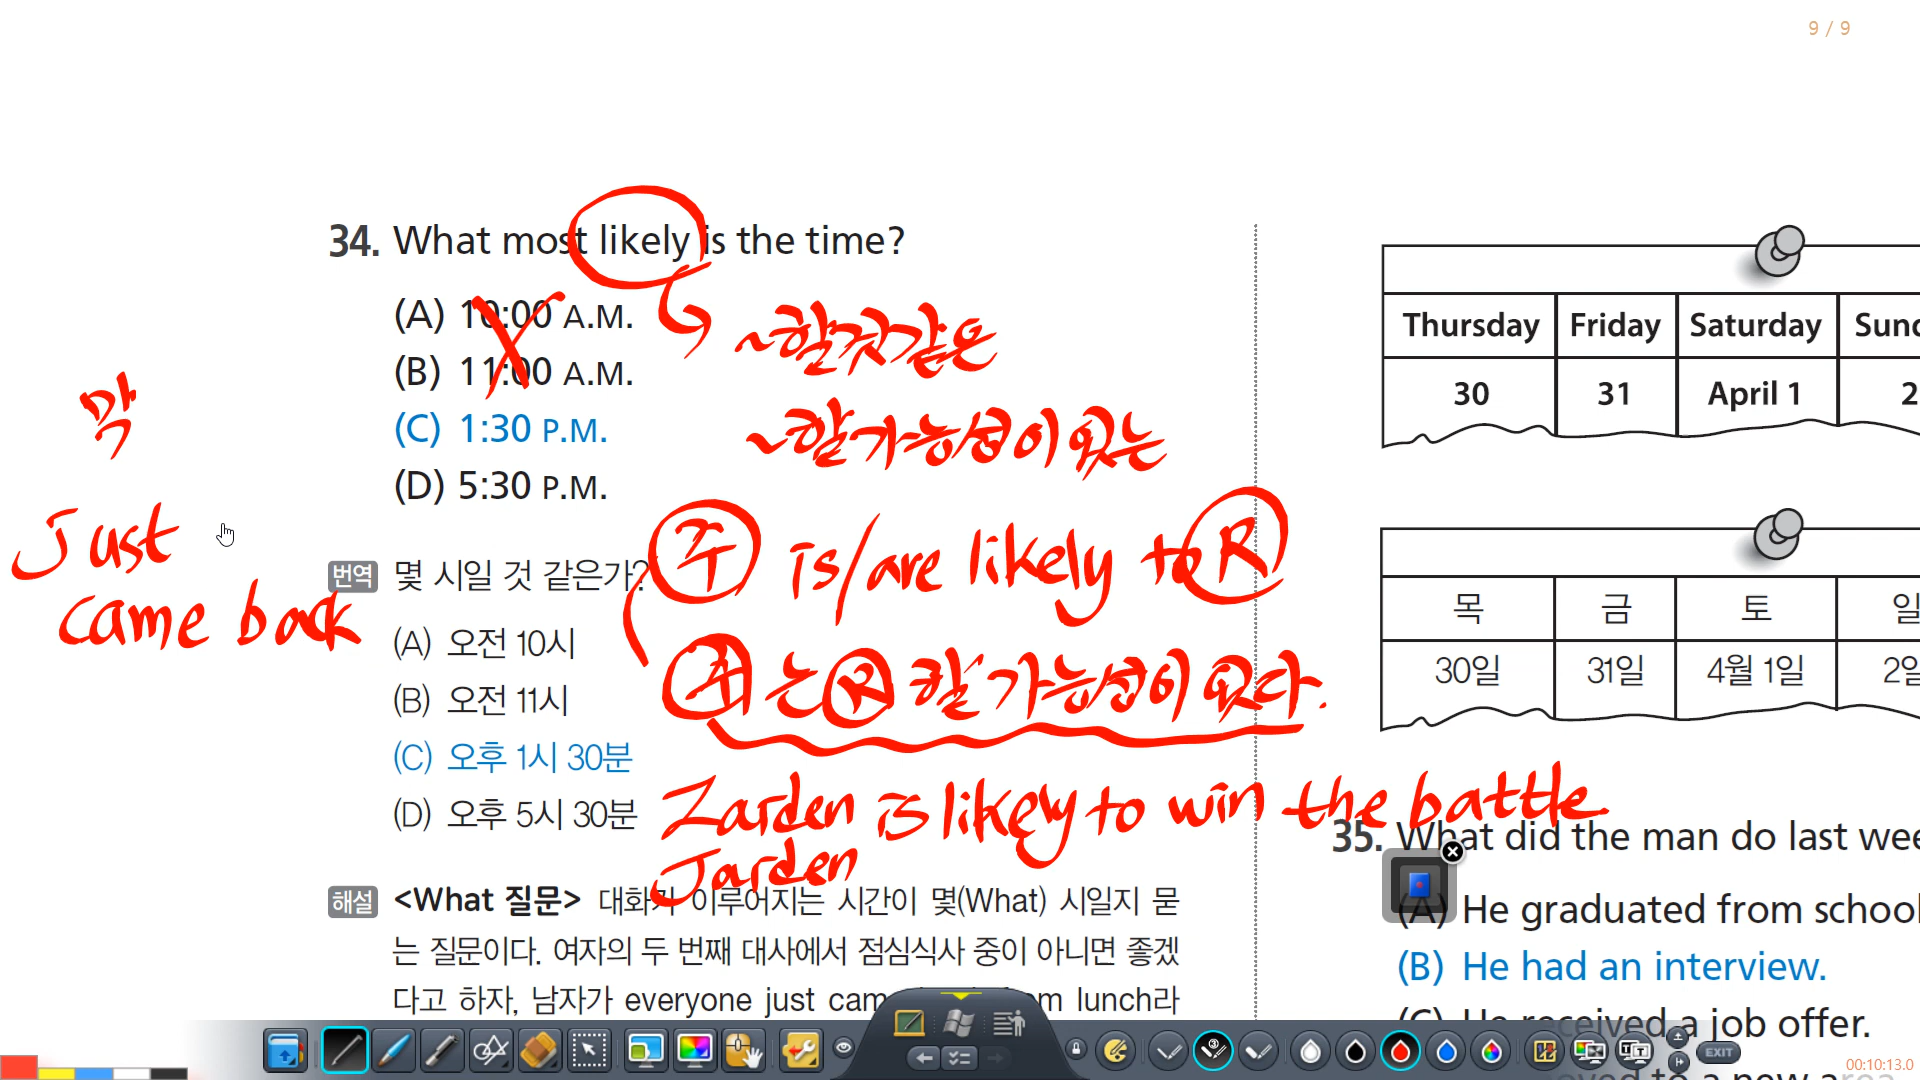 9 / 9
34. What most likely is the time?
(A) 10:00 A.M.
(B) 11:00 A.M.
(C) 1:30 P.M.
(D) 5:30 P.M.
~할것같은
~할가능성이 있는
막
Just
came back
주 is/are likely to R
주는 R 할 가능성이 있다.
Zarden is likely to win the battle
Jarden
번역 몇 시일 것 같은가?
(A) 오전 10시
(B) 오전 11시
(C) 오후 1시 30분
(D) 오후 5시 30분
해설 <What 질문> 대화가 이루어지는 시간이 몇(What) 시일지 묻
는 질문이다. 여자의 두 번째 대사에서 점심식사 중이 아니면 좋겠
다고 하자, 남자가 everyone just lunch라
Thursday Friday Saturday
30 31 April 1 2
목 금 토 일
30일 31일 4월 1일 2일
35. What did the man do last
(A) He graduated from school
(B) He had an interview.
(C) He received a job offer.
to a new
EXIT
00:10:13.0